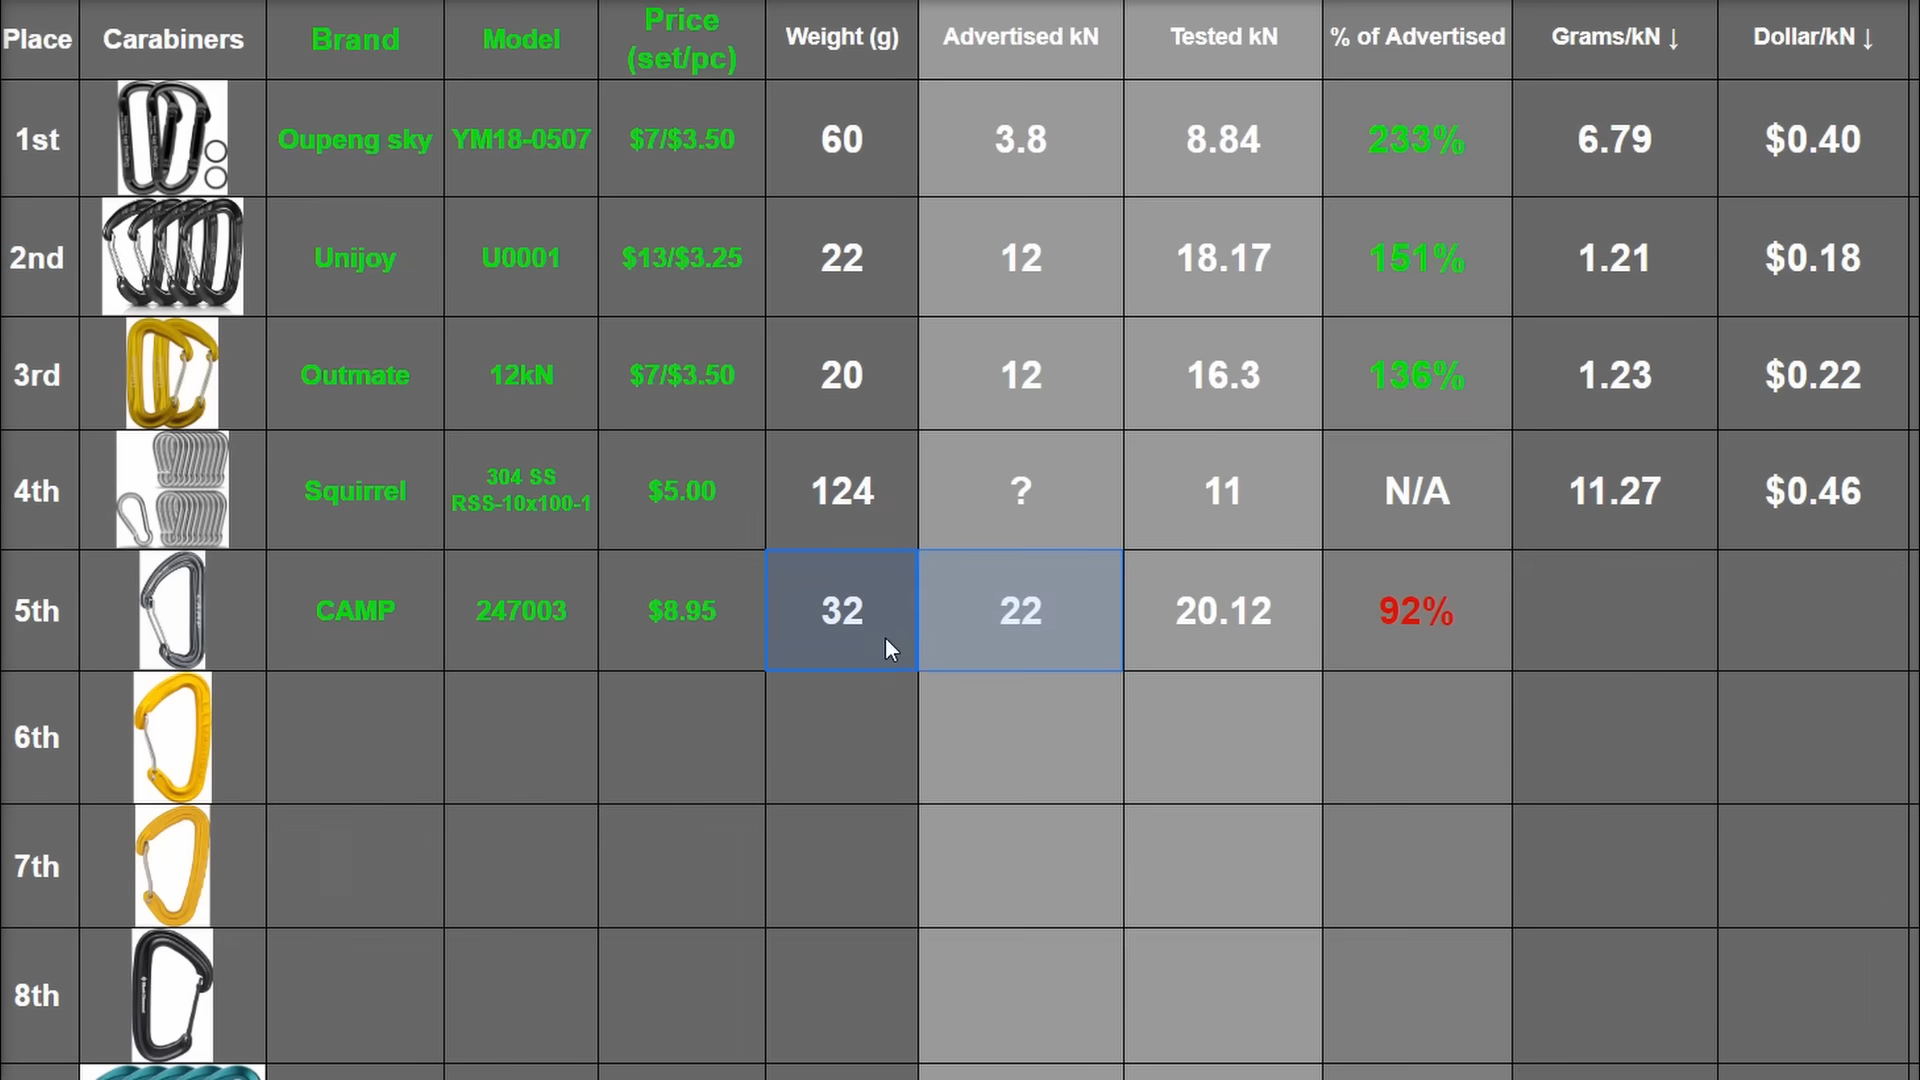 Place Carabiners Brand Model Price (set/pc) Weight (g) Advertised kN Tested kN % of Advertised Grams/kN ↓ Dollar/kN ↓
1st Oupeng sky YM18-0507 $7/$3.50 60 3.8 8.84 233% 6.79 $0.40
2nd Unijoy U0001 $13/$3.25 22 12 18.17 151% 1.21 $0.18
3rd Outmate 12kN $7/$3.50 20 12 16.3 136% 1.23 $0.22
4th Squirrel 304 SS RSS-10x100-1 $5.00 124 ? 11 N/A 11.27 $0.46
5th CAMP 247003 $8.95 32 22 20.12 92%
6th
7th
8th